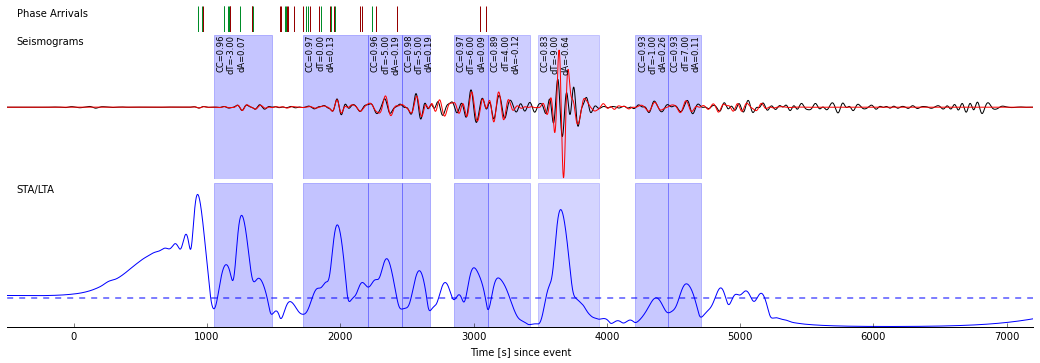 Phase Arrivals
Seismograms
CC=0.96
dT=-3.00
dA=0.07
CC=0.97
dT=0.00
dA=0.13
CC=0.96
dT=-5.00
dA=-0.19
CC=0.98
dT=-5.00
dA=0.19
CC=0.97
dT=-6.00
dA=0.09
CC=0.89
dT=-4.00
dA=-0.12
CC=0.83
dT=-9.00
dA=-0.64
CC=0.93
dT=-1.00
dA=-0.26
CC=0.93
dT=7.00
dA=0.11
STA/LTA
0 1000 2000 3000 4000 5000 6000 7000
Time [s] since event